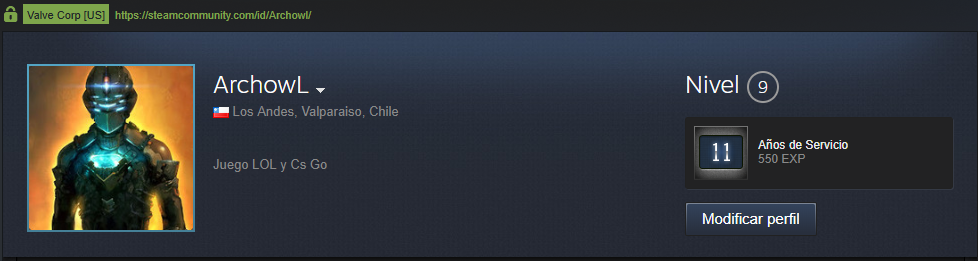 Valve Corp [US] https://steamcommunity.com/id/Archowl/
ArchowL
Los Andes, Valparaiso, Chile
Juego LOL y Cs Go
Nivel 9
11
Años de Servicio
550 EXP
Modificar perfil